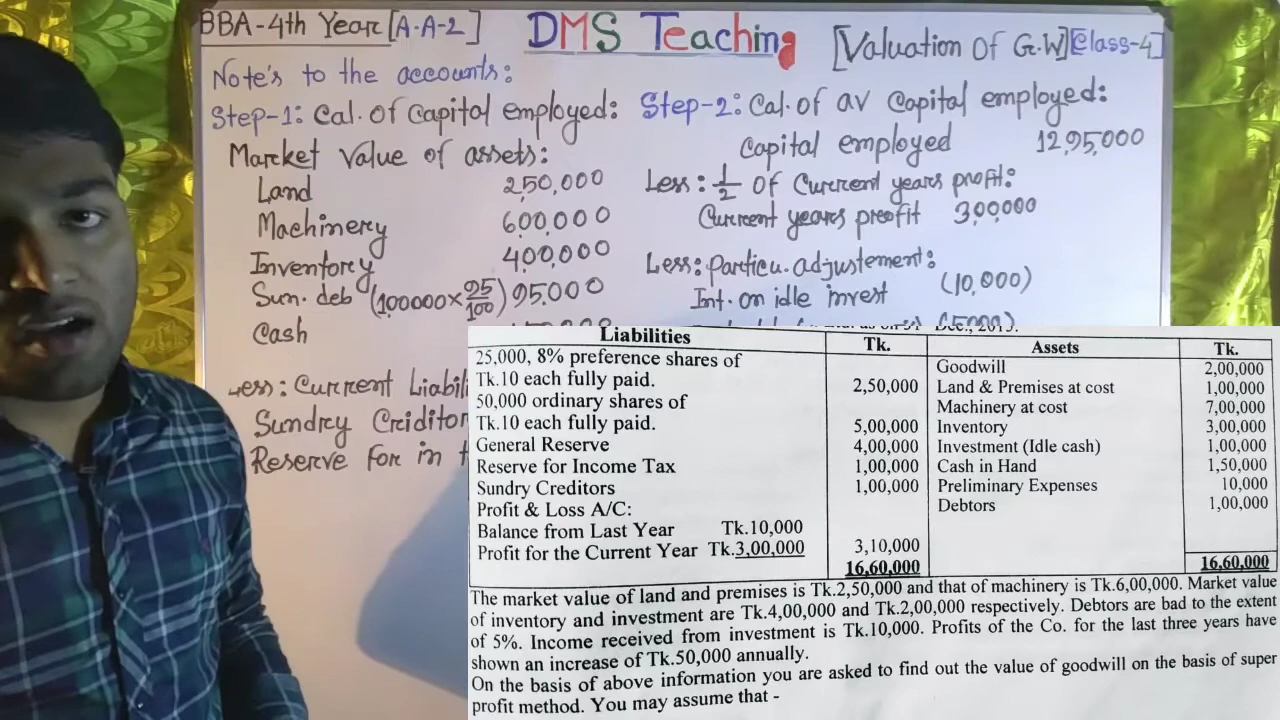 BBA-4th Year [A·A-2]
DMS Teaching
[Valuation Of G.W] [Class-4]
Note's to the accounts:
Step-1: Cal. Of Capital employed:
Market Value of assets:
Land 2,50,000
Machinery 6,00,000
Inventory 4,00,000
Sun. deb (100000×95/100) 95.000
Cash
Less: Current Liabil
Sundry Criditor
Reserve For in t
Step-2: Cal. of av Capital employed:
Capital employed 12,95,000
Less: 1/2 Of Current years profit:
Current years preofit 3,00,000
Less: particu. adjustement:
Int. on idle invest (10,000)
Liabilities Tk. Assets Tk.
25,000, 8% preference shares of
Tk.10 each fully paid. 2,50,000
50,000 ordinary shares of
Tk.10 each fully paid. 5,00,000
General Reserve 4,00,000
Reserve for Income Tax 1,00,000
Sundry Creditors 1,00,000
Profit & Loss A/C:
Balance from Last Year Tk.10,000
Profit for the Current Year Tk.3,00,000 3,10,000
16,60,000
Goodwill 2,00,000
Land & Premises at cost 1,00,000
Machinery at cost 7,00,000
Inventory 3,00,000
Investment (Idle cash) 1,00,000
Cash in Hand 1,50,000
Preliminary Expenses 10,000
Debtors 1,00,000
16,60,000
The market value of land and premises is Tk.2,50,000 and that of machinery is Tk.6,00,000. Market value
of inventory and investment are Tk.4,00,000 and Tk.2,00,000 respectively. Debtors are bad to the extent
of 5%. Income received from investment is Tk.10,000. Profits of the Co. for the last three years have
shown an increase of Tk.50,000 annually.
On the basis of above information you are asked to find out the value of goodwill on the basis of super
profit method. You may assume that -